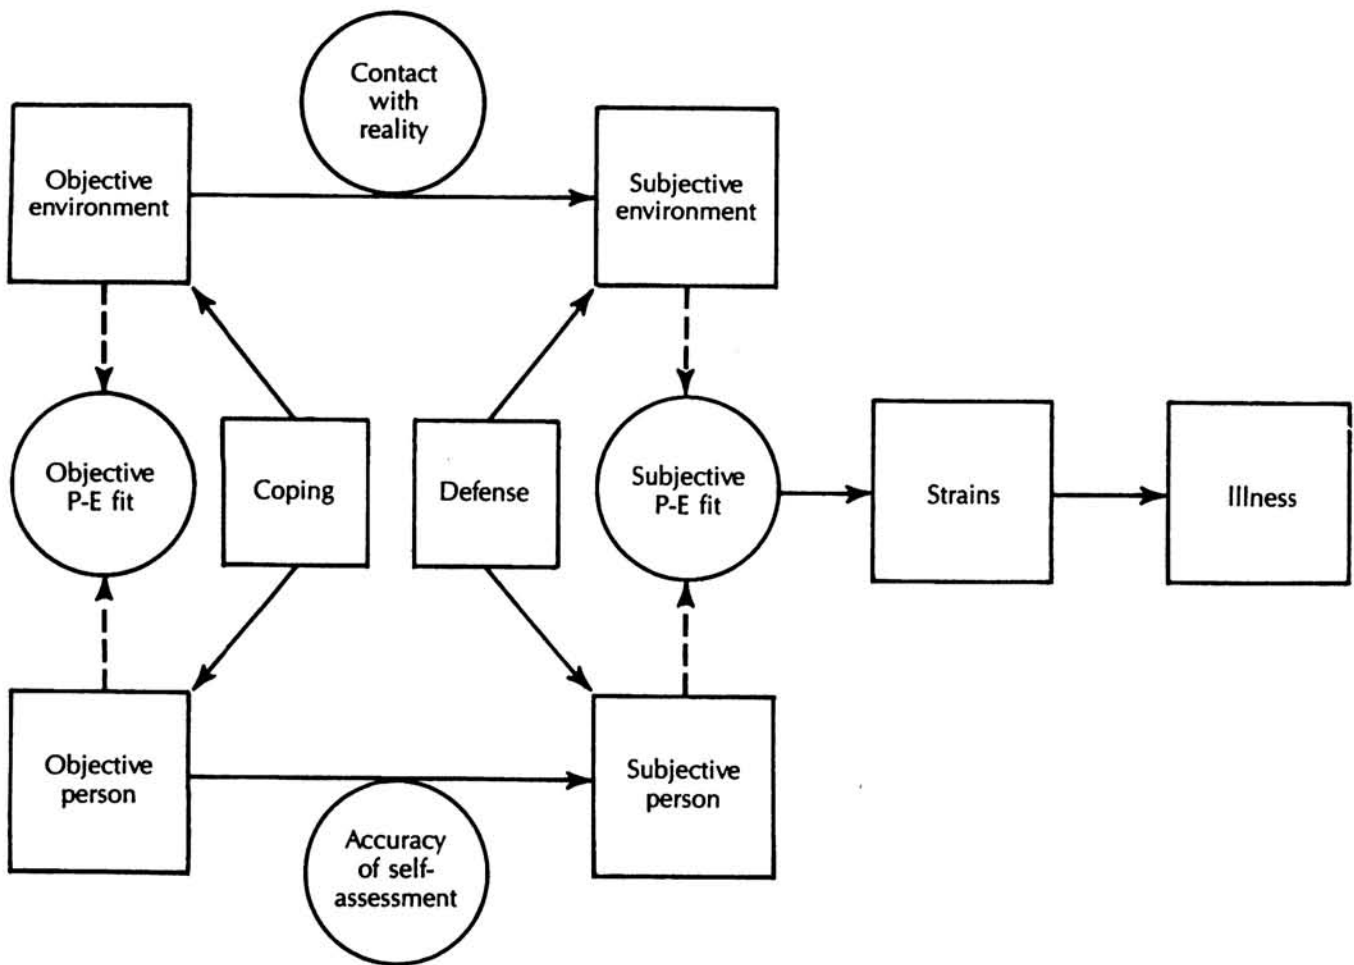 Contact
with
reality
Objective
environment
Subjective
environment
Objective
P-E fit
Coping
Defense
Subjective
P-E fit
Strains
Illness
Objective
person
Subjective
person
Accuracy
of self-
assessment